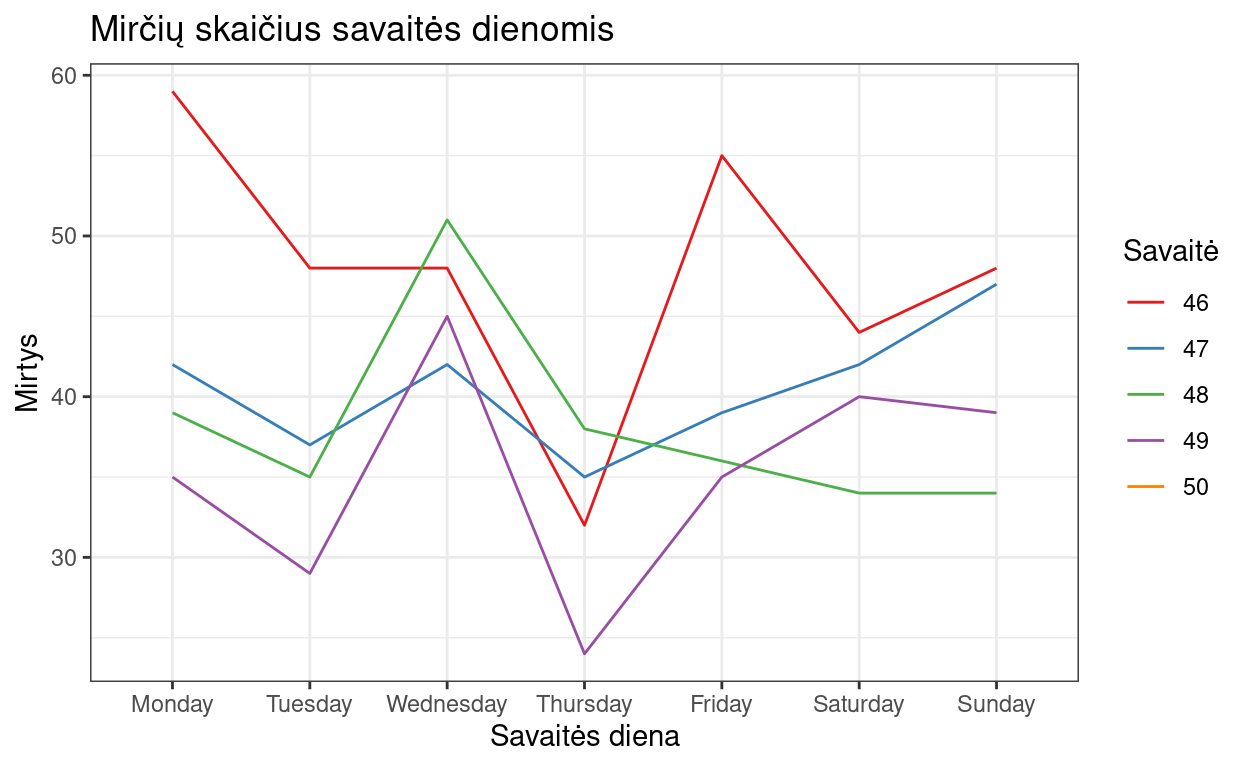 Mirčių skaičius savaitės dienomis
Mirtys
60
50
40
30
Monday Tuesday Wednesday Thursday Friday Saturday Sunday
Savaitės diena
Savaitė
46
47
48
49
50